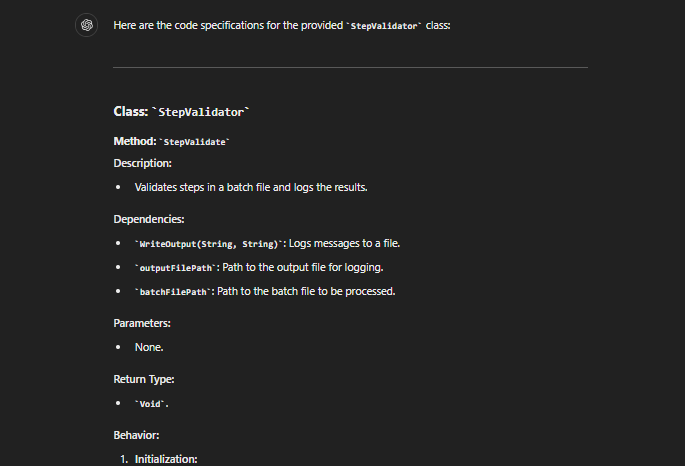 Here are the code specifications for the provided `StepValidator` class:
Class: `StepValidator`
Method: `StepValidate`
Description:
• Validates steps in a batch file and logs the results.
Dependencies:
• `WriteOutput(String, String)`: Logs messages to a file.
• `outputFilePath`: Path to the output file for logging.
• `batchFilePath`: Path to the batch file to be processed.
Parameters:
• None.
Return Type:
• `Void`.
Behavior:
1. Initialization: